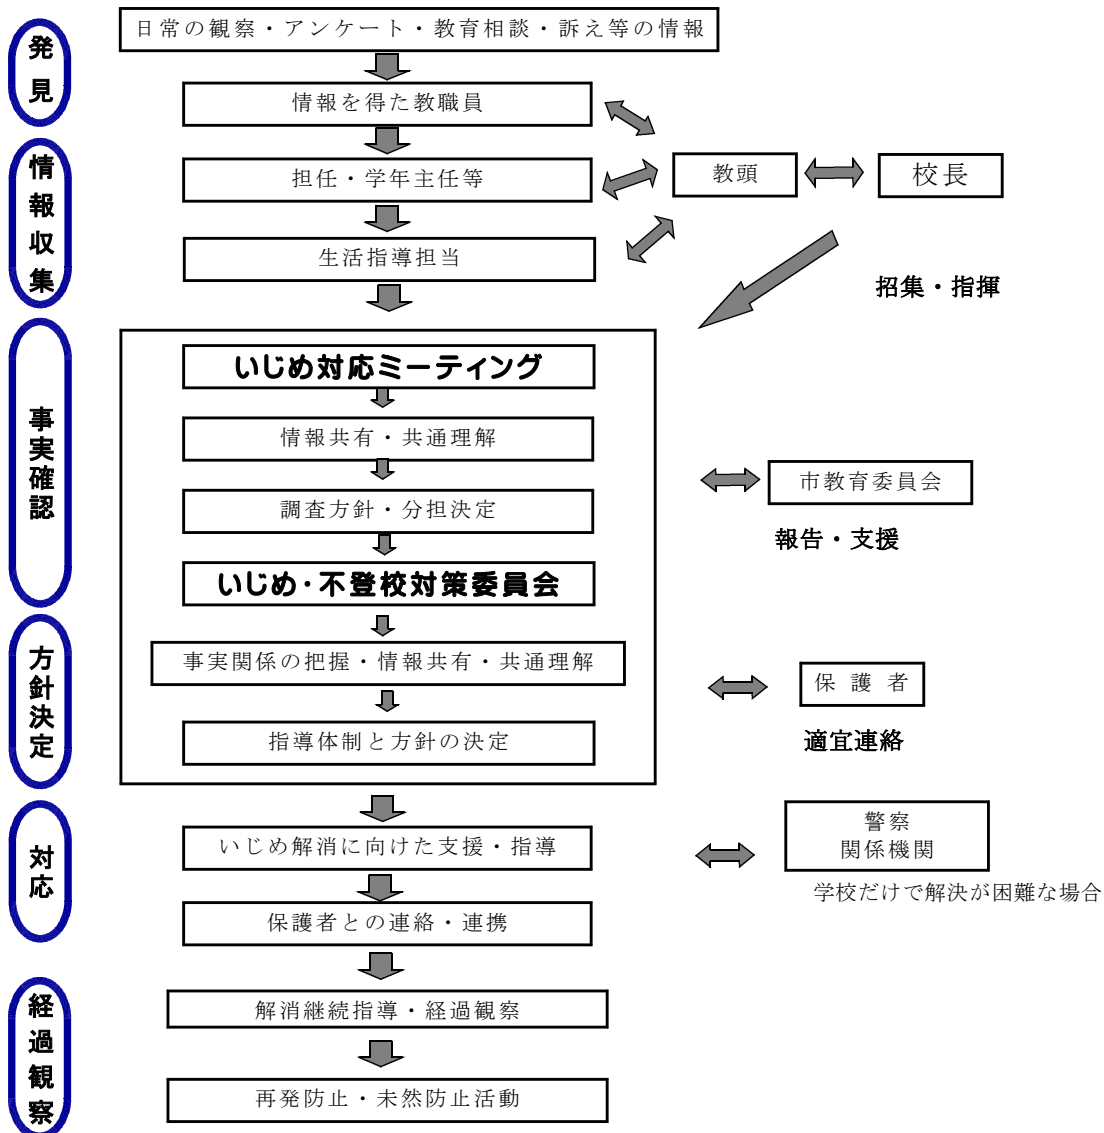 発見
日常の観察・アンケート・教育相談・訴え等の情報
情報を得た教職員
情報収集
担任・学年主任等
教頭
校長
生活指導担当
招集・指揮
事実確認
いじめ対応ミーティング
情報共有・共通理解
調査方針・分担決定
市教育委員会
報告・支援
いじめ・不登校対策委員会
方針決定
事実関係の把握・情報共有・共通理解
保護者
適宜連絡
指導体制と方針の決定
対応
いじめ解消に向けた支援・指導
警察
関係機関
学校だけで解決が困難な場合
保護者との連絡・連携
経過観察
解消継続指導・経過観察
再発防止・未然防止活動